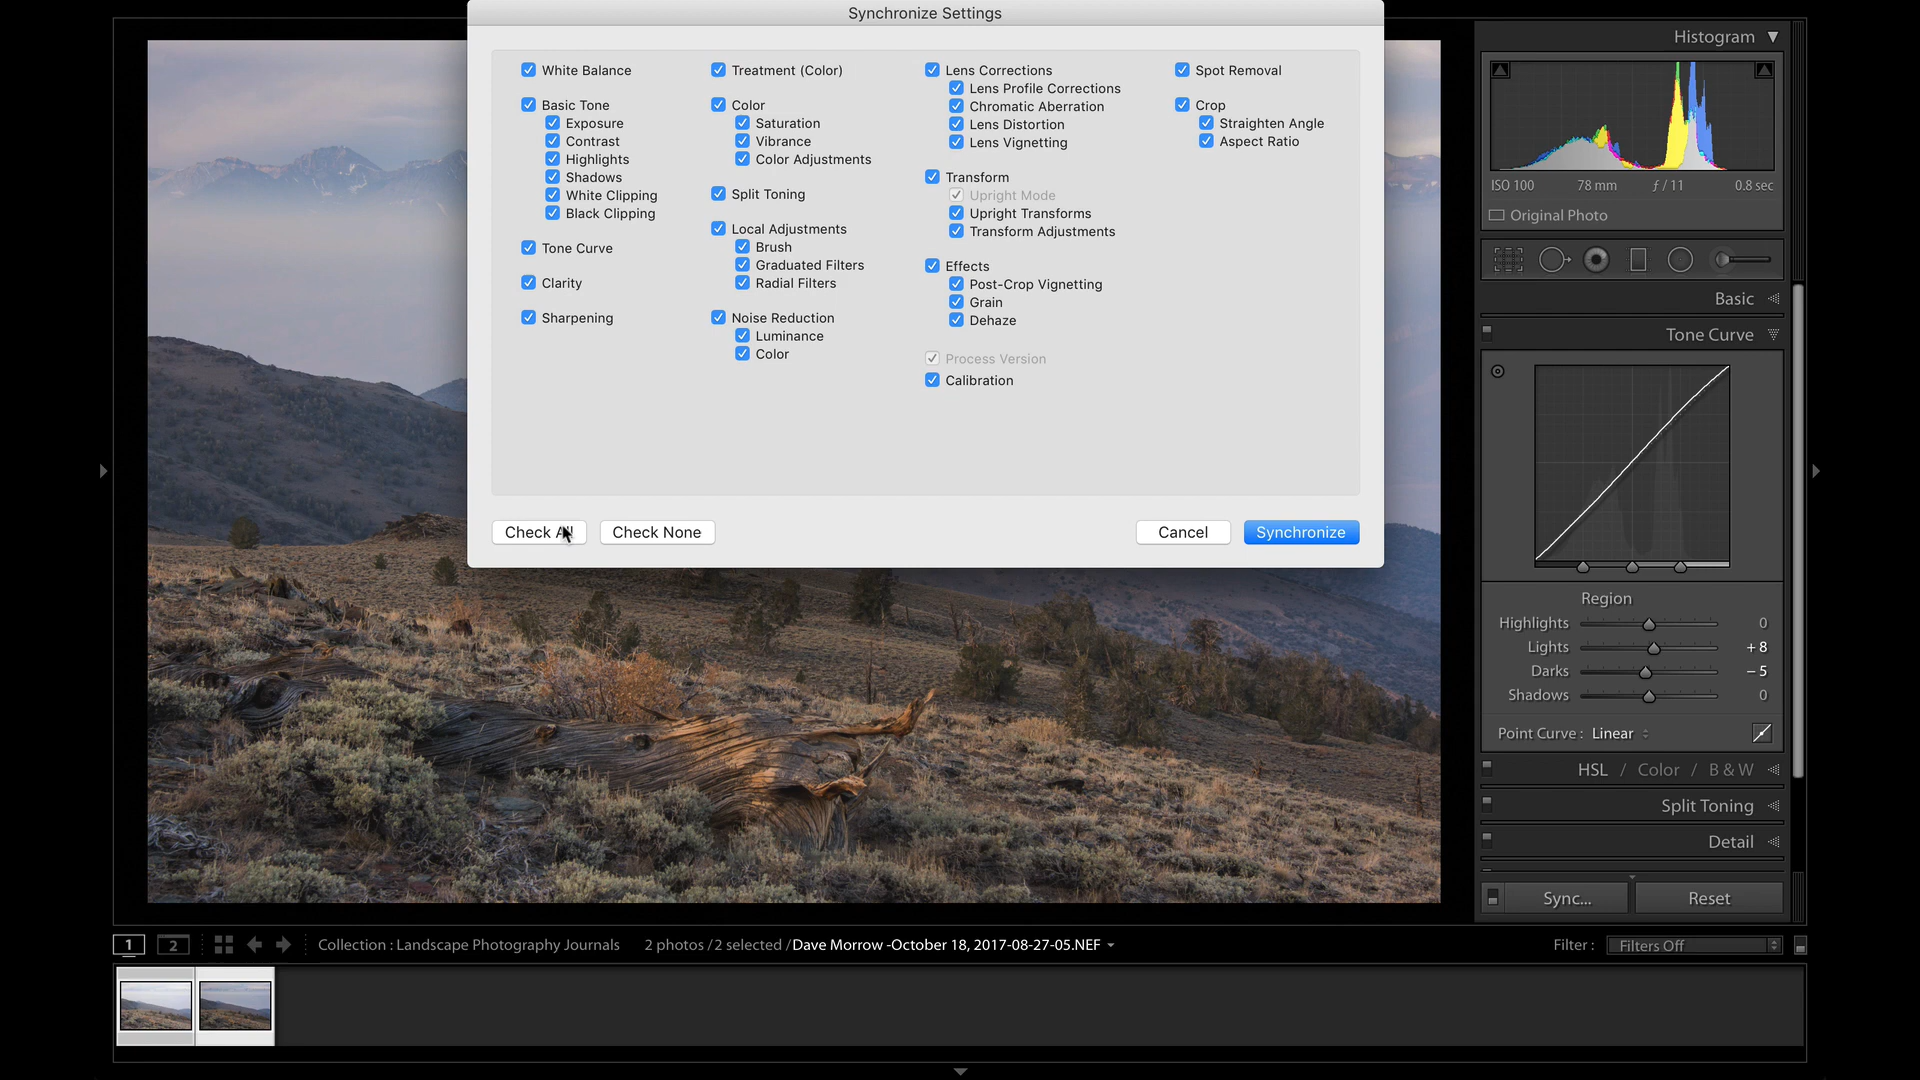 Synchronize Settings
White Balance
Basic Tone
Exposure
Contrast
Highlights
Shadows
White Clipping
Black Clipping
Tone Curve
Clarity
Sharpening
Treatment (Color)
Color
Saturation
Vibrance
Color Adjustments
Split Toning
Local Adjustments
Brush
Graduated Filters
Radial Filters
Noise Reduction
Luminance
Color
Lens Corrections
Lens Profile Corrections
Chromatic Aberration
Lens Distortion
Lens Vignetting
Transform
Upright Mode
Upright Transforms
Transform Adjustments
Effects
Post-Crop Vignetting
Grain
Dehaze
Process Version
Calibration
Spot Removal
Crop
Straighten Angle
Aspect Ratio
Check All
Check None
Cancel
Synchronize
Histogram
ISO 100 78 mm ƒ / 11 0.8 sec
Original Photo
Basic
Tone Curve
Region
Highlights 0
Lights +8
Darks −5
Shadows 0
Point Curve : Linear
HSL / Color / B & W
Split Toning
Detail
Sync... Reset
1 2 Collection : Landscape Photography Journals 2 photos / 2 selected / Dave Morrow -October 18, 2017-08-27-05.NEF Filter : Filters Off